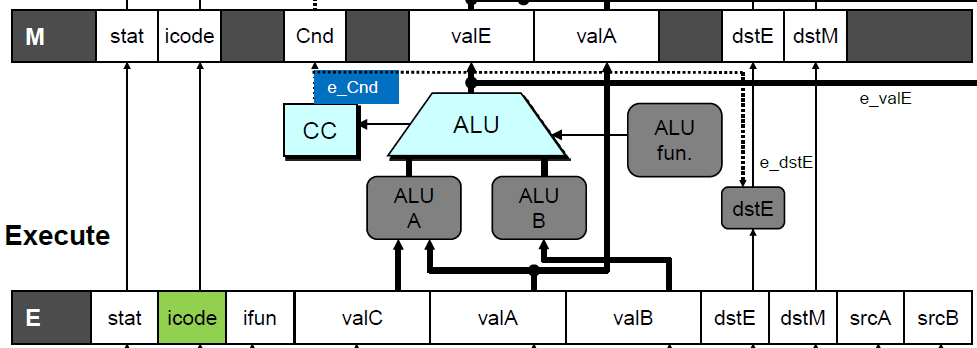 M stat icode Cnd valE valA dstE dstM
e_Cnd
e_valE
CC
ALU
ALU
fun.
e_dstE
ALU
A
ALU
B
dstE
Execute
E stat icode ifun valC valA valB dstE dstM srcA srcB